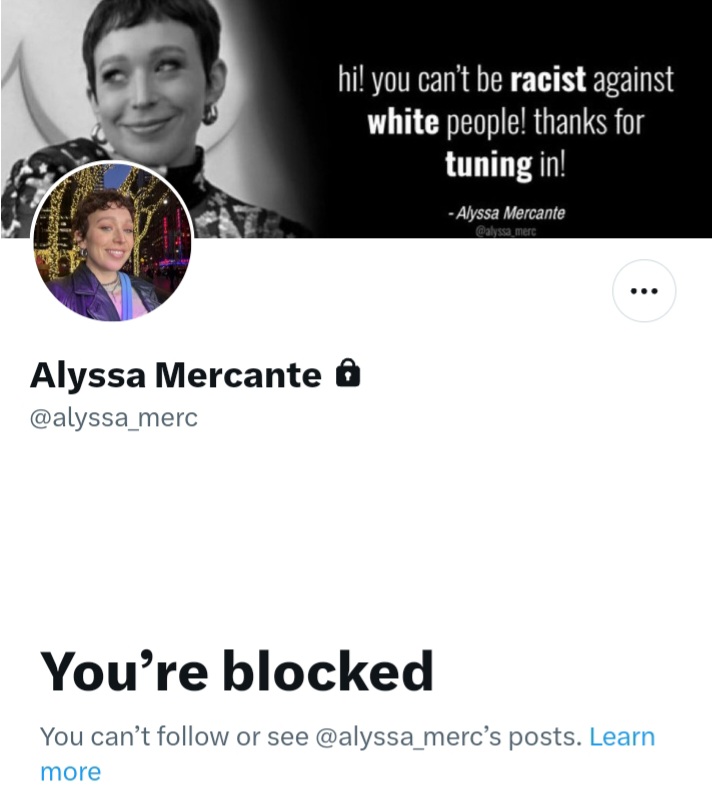 hi! you can't be racist against
white people! thanks for
tuning in!
- Alyssa Mercante
@alyssa_merc
Alyssa Mercante
@alyssa_merc
You’re blocked
You can’t follow or see @alyssa_merc’s posts. Learn
more